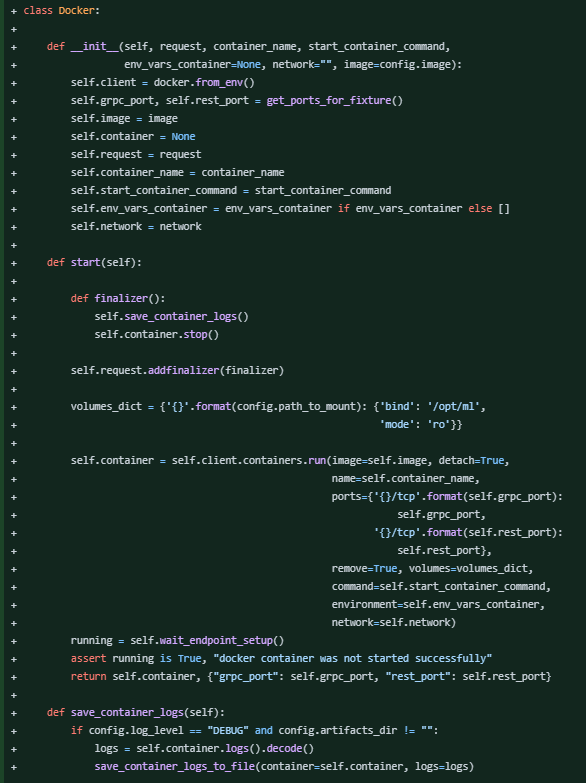 + class Docker:
+
+     def __init__(self, request, container_name, start_container_command,
+                  env_vars_container=None, network="", image=config.image):
+         self.client = docker.from_env()
+         self.grpc_port, self.rest_port = get_ports_for_fixture()
+         self.image = image
+         self.container = None
+         self.request = request
+         self.container_name = container_name
+         self.start_container_command = start_container_command
+         self.env_vars_container = env_vars_container if env_vars_container else []
+         self.network = network
+
+     def start(self):
+
+         def finalizer():
+             self.save_container_logs()
+             self.container.stop()
+
+         self.request.addfinalizer(finalizer)
+
+         volumes_dict = {'{}'.format(config.path_to_mount): {'bind': '/opt/ml',
+                                                             'mode': 'ro'}}
+
+         self.container = self.client.containers.run(image=self.image, detach=True,
+                                                     name=self.container_name,
+                                                     ports={'{}/tcp'.format(self.grpc_port):
+                                                                self.grpc_port,
+                                                            '{}/tcp'.format(self.rest_port):
+                                                                self.rest_port},
+                                                     remove=True, volumes=volumes_dict,
+                                                     command=self.start_container_command,
+                                                     environment=self.env_vars_container,
+                                                     network=self.network)
+         running = self.wait_endpoint_setup()
+         assert running is True, "docker container was not started successfully"
+         return self.container, {"grpc_port": self.grpc_port, "rest_port": self.rest_port}
+
+     def save_container_logs(self):
+         if config.log_level == "DEBUG" and config.artifacts_dir != "":
+             logs = self.container.logs().decode()
+             save_container_logs_to_file(container=self.container, logs=logs)